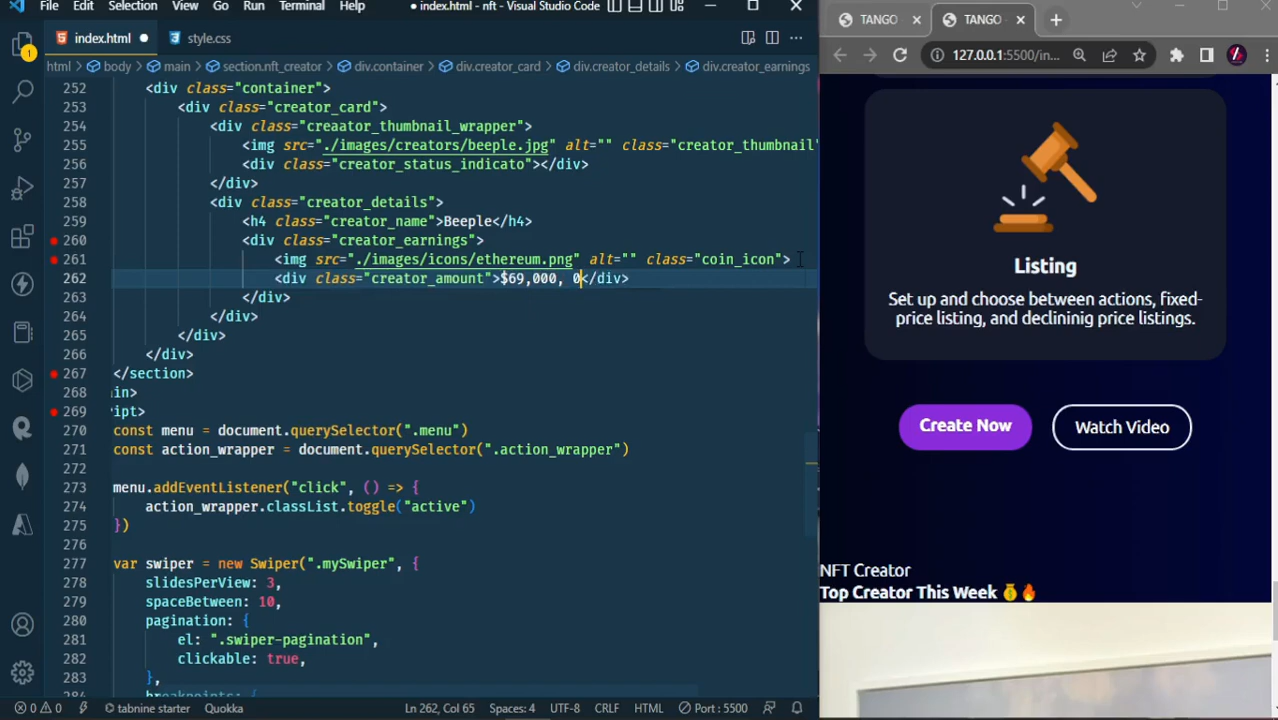 File Edit Selection View Go Run Terminal Help
● index.html - nft - Visual Studio Code
TANGO
TANGO
index.html
style.css
127.0.0.1:5500/in...
1
html > body > main > section.nft_creator > div.container > div.creator_card > div.creator_details > div.creator_earnings
252 <div class="container">
253 <div class="creator_card">
254 <div class="creaator_thumbnail_wrapper">
255 <img src="./images/creators/beeple.jpg" alt="" class="creator_thumbnail"
256 <div class="creator_status_indicato"></div>
257 </div>
258 <div class="creator_details">
259 <h4 class="creator_name">Beeple</h4>
260 <div class="creator_earnings">
261 <img src="./images/icons/ethereum.png" alt="" class="coin_icon">
262 <div class="creator_amount">$69,000, 0</div>
263 </div>
264 </div>
265 </div>
266 </div>
267 </section>
268 in>
269 ipt>
270 const menu = document.querySelector(".menu")
271 const action_wrapper = document.querySelector(".action_wrapper")
272
273 menu.addEventListener("click", () => {
274 action_wrapper.classList.toggle("active")
275 })
276
277 var swiper = new Swiper(".mySwiper", {
278 slidesPerView: 3,
279 spaceBetween: 10,
280 pagination: {
281 el: ".swiper-pagination",
282 clickable: true,
283 },
284 breakpoints: {
Listing
Set up and choose between actions, fixed-
price listing, and declinining price listings.
Create Now
Watch Video
NFT Creator
Top Creator This Week 💰🔥
0 0 tabnine starter Quokka Ln 262, Col 65 Spaces: 4 UTF-8 CRLF HTML Port : 5500